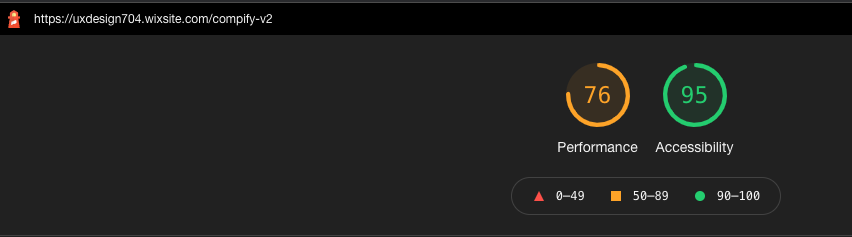 https://uxdesign704.wixsite.com/compify-v2
76 95
Performance Accessibility
0–49 50–89 90–100